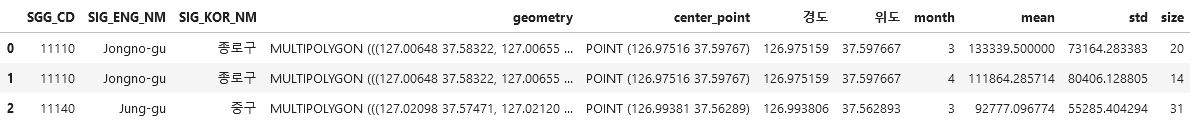 SGG_CD SIG_ENG_NM SIG_KOR_NM geometry center_point 경도 위도 month mean std size
0 11110 Jongno-gu 종로구 MULTIPOLYGON (((127.00648 37.58322, 127.00655 ... POINT (126.97516 37.59767) 126.975159 37.597667 3 133339.500000 73164.283383 20
1 11110 Jongno-gu 종로구 MULTIPOLYGON (((127.00648 37.58322, 127.00655 ... POINT (126.97516 37.59767) 126.975159 37.597667 4 111864.285714 80406.128805 14
2 11140 Jung-gu 중구 MULTIPOLYGON (((127.02098 37.57471, 127.02120 ... POINT (126.99381 37.56289) 126.993806 37.562893 3 92777.096774 55285.404294 31